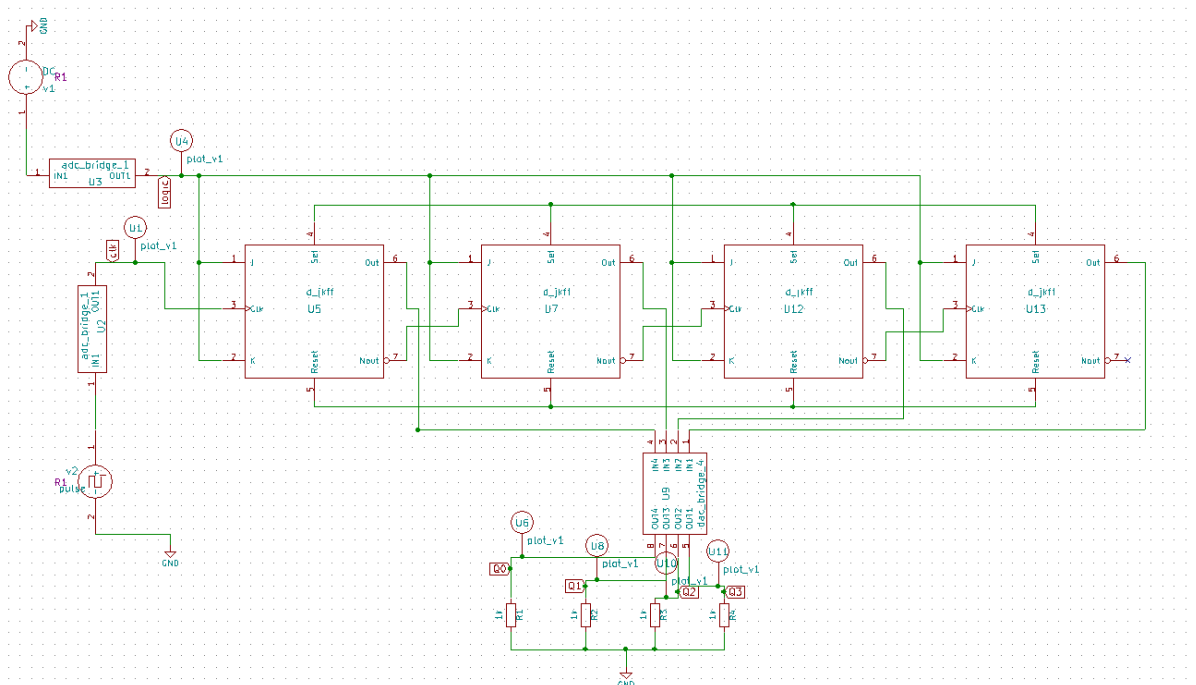 GND
2
DC
R1
v1
1
U4
plot_v1
adc_bridge_1
1 IN1 OUT1 2
U3
logic
U1
plot_v1
clk
2
adc_bridge_1
IN1 OUT1
U2
1
1
v2
R1
pulse
2
GND
4
Set
1 J Out 6
d_jkff
3 Clk U5
2 K Nout 7
Reset
5
4
Set
1 J Out 6
d_jkff
3 Clk U7
2 K Nout 7
Reset
5
4
Set
1 J Out 6
d_jkff
3 Clk U12
2 K Nout 7
Reset
5
4
Set
1 J Out 6
d_jkff
3 Clk U13
2 K Nout 7
Reset
5
4 3 2 1
IN4 IN3 IN2 IN1
U9
dac_bridge_4
OUT4 OUT3 OUT2 OUT1
8 7 6 5
U6
plot_v1
U8
plot_v1
U10
plot_v1
U11
plot_v1
Q0
Q1
Q2
Q3
1k R1
1k R2
1k R3
1k R4
GND